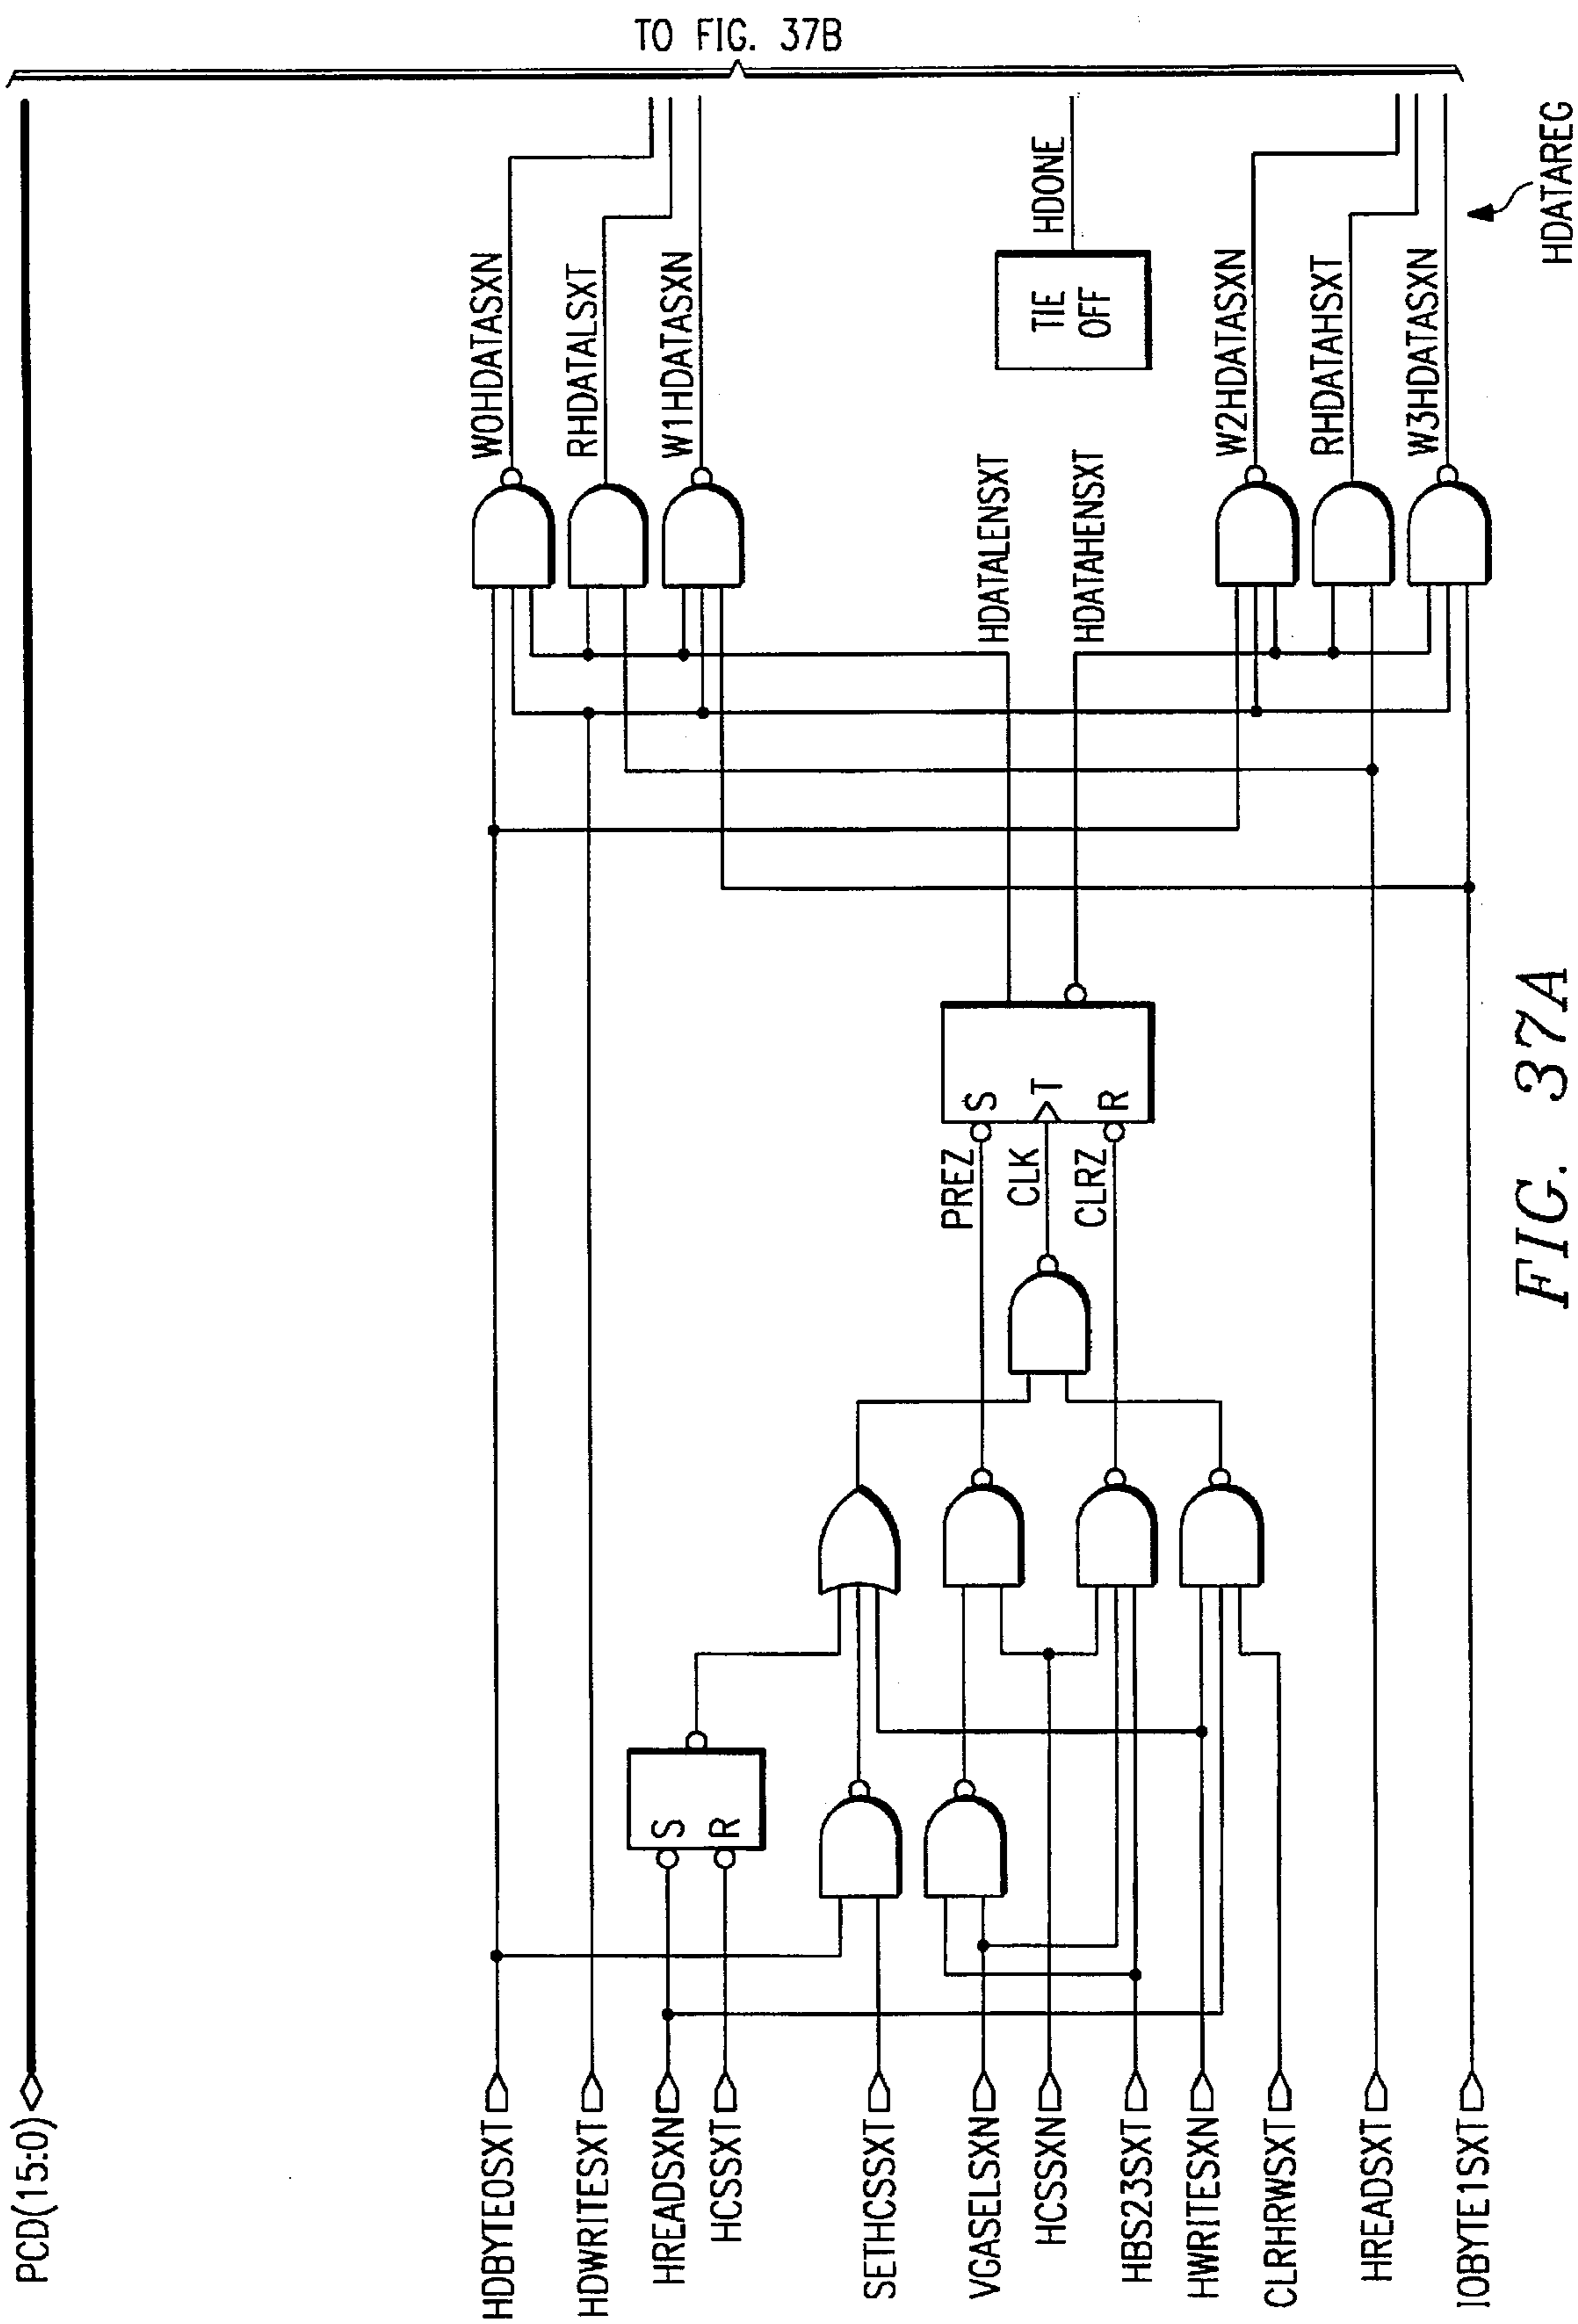 TO FIG. 37B
PCD(15:0)
HDBYTE0SXT
HDWRITESXT
HREADSXN
HCSSXT
SETHCSSXT
VGASELSXN
HCSSXN
HBS23SXT
HWRITESXN
CLRHRWSXT
HREADSXT
IOBYTE1SXT
S
R
PREZ
CLK
CLRZ
S
T
R
HDATALENSXT
HDATAHENSXT
W0HDATASXN
RHDATALSXT
W1HDATASXN
TIE
OFF
HDONE
W2HDATASXN
RHDATAHSXT
W3HDATASXN
HDATAREG
FIG. 37A